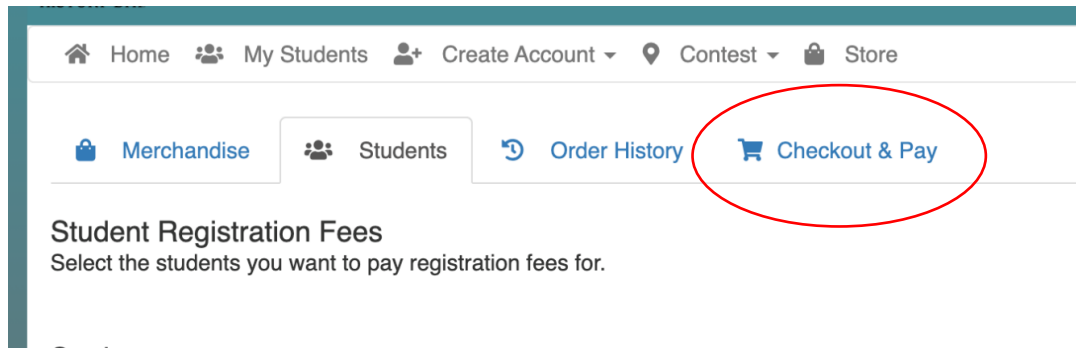 Home My Students Create Account Contest Store
Merchandise Students Order History Checkout & Pay
Student Registration Fees
Select the students you want to pay registration fees for.